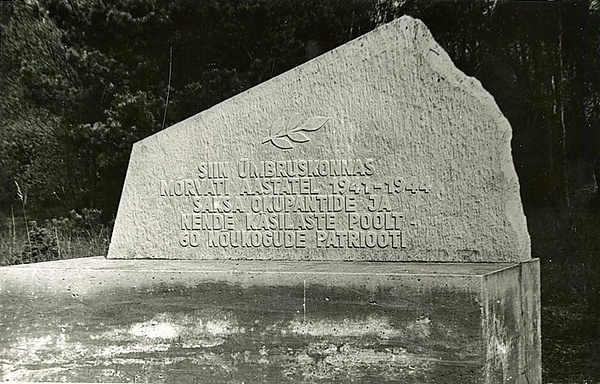 SIIN ÜMBRUSKONNAS
MÕRVATI AASTATEL 1941-1944
SAKSA OKUPANTIDE JA
NENDE KÄSILASTE POOLT -
60 NÕUKOGUDE PATRIOOTI